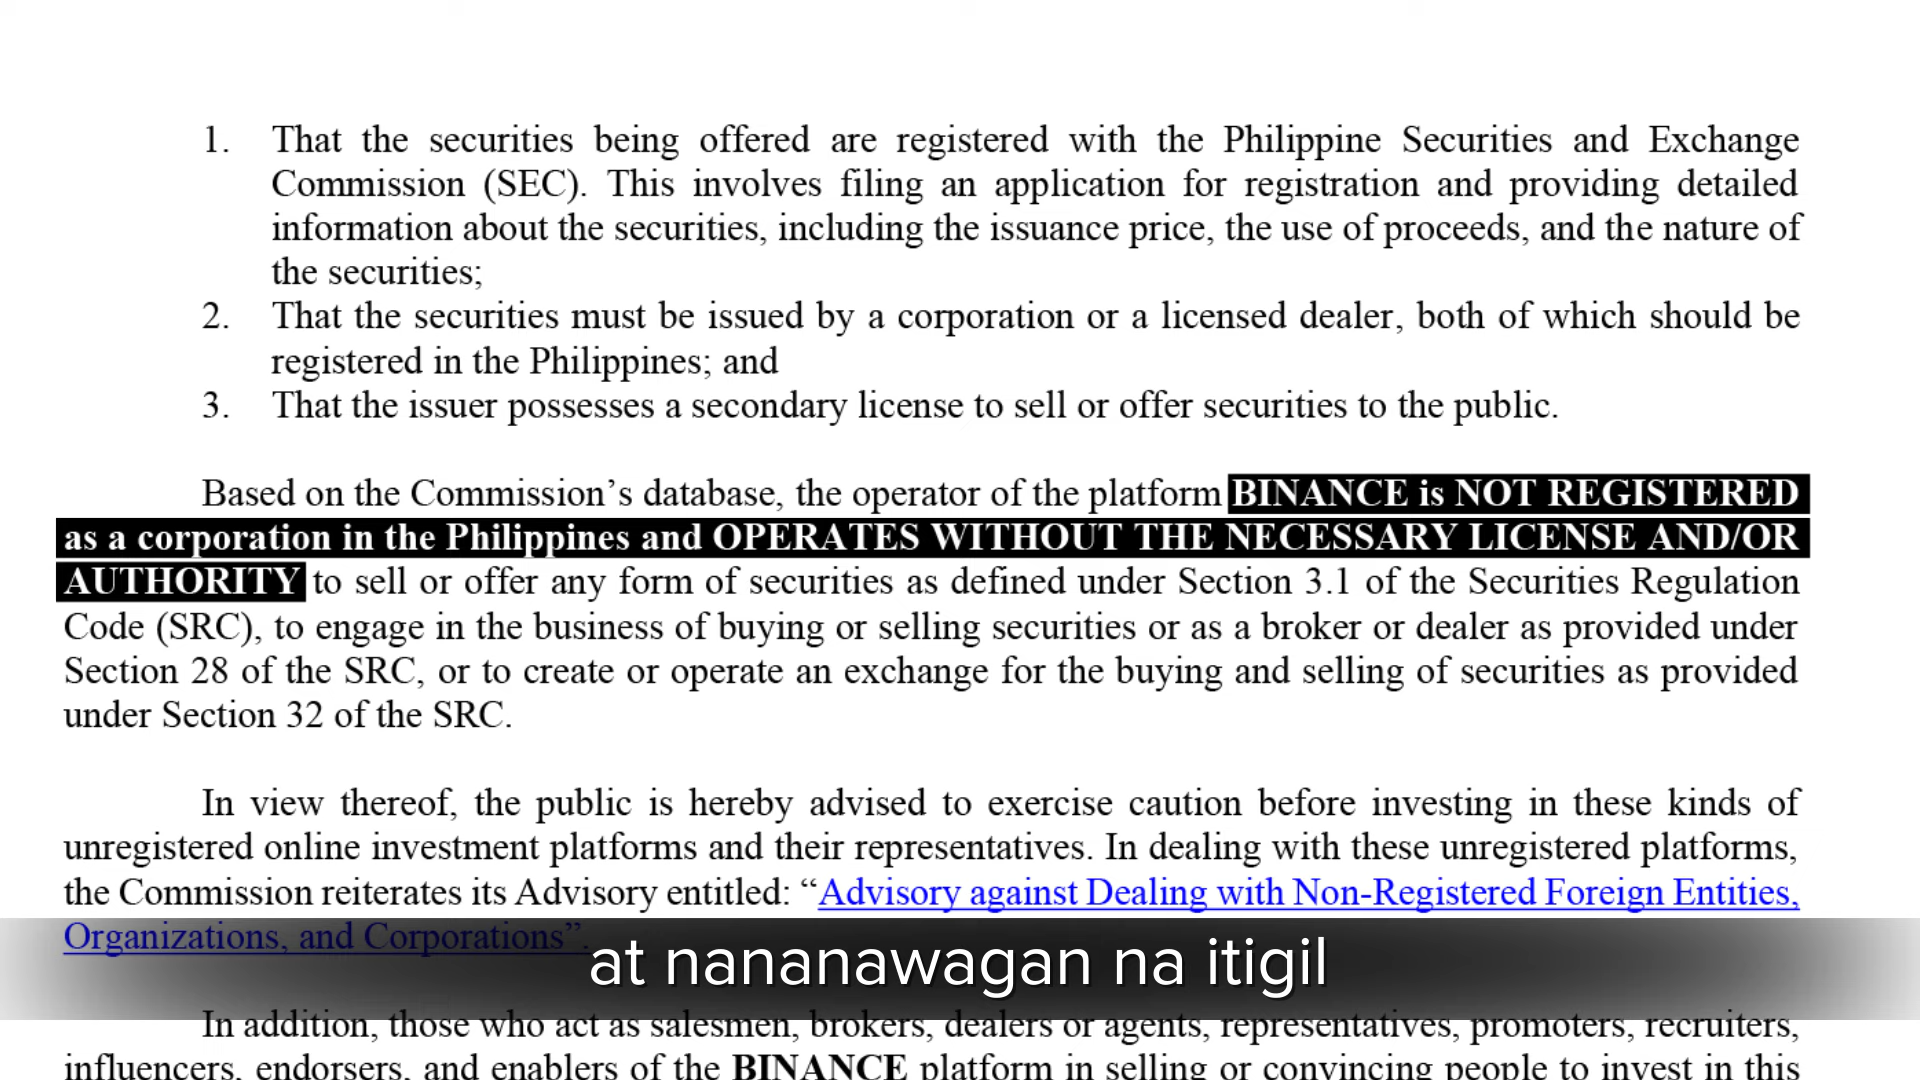 1. That the securities being offered are registered with the Philippine Securities and Exchange
Commission (SEC). This involves filing an application for registration and providing detailed
information about the securities, including the issuance price, the use of proceeds, and the nature of
the securities;
2. That the securities must be issued by a corporation or a licensed dealer, both of which should be
registered in the Philippines; and
3. That the issuer possesses a secondary license to sell or offer securities to the public.
Based on the Commission’s database, the operator of the platform BINANCE is NOT REGISTERED
as a corporation in the Philippines and OPERATES WITHOUT THE NECESSARY LICENSE AND/OR
AUTHORITY to sell or offer any form of securities as defined under Section 3.1 of the Securities Regulation
Code (SRC), to engage in the business of buying or selling securities or as a broker or dealer as provided under
Section 28 of the SRC, or to create or operate an exchange for the buying and selling of securities as provided
under Section 32 of the SRC.
In view thereof, the public is hereby advised to exercise caution before investing in these kinds of
unregistered online investment platforms and their representatives. In dealing with these unregistered platforms,
the Commission reiterates its Advisory entitled: “Advisory against Dealing with Non-Registered Foreign Entities,
Organizations, and Corporations”.
at nananawagan na itigil
In addition, those who act as salesmen, brokers, dealers or agents, representatives, promoters, recruiters,
influencers, endorsers, and enablers of the BINANCE platform in selling or convincing people to invest in this